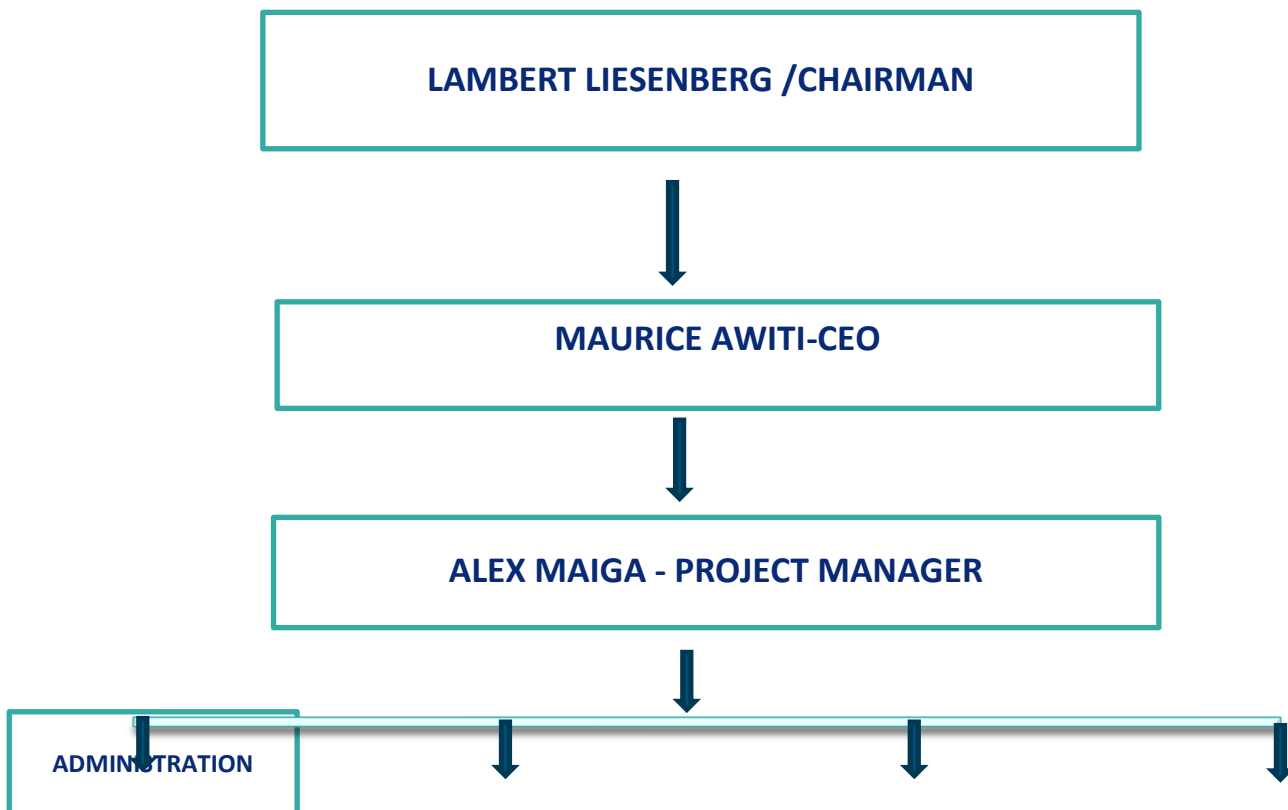 LAMBERT LIESENBERG /CHAIRMAN
MAURICE AWITI-CEO
ALEX MAIGA - PROJECT MANAGER
ADMINISTRATION